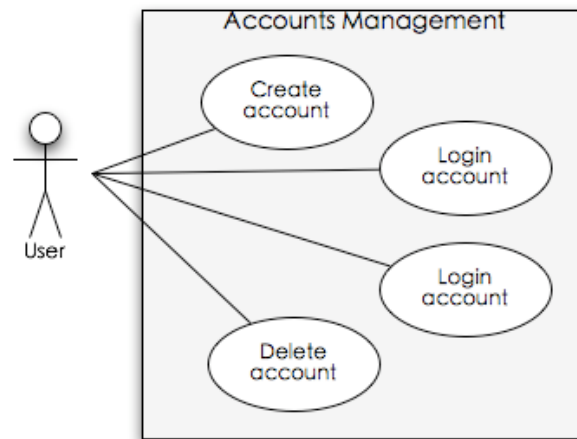 Accounts Management
Create
account
Login
account
User
Login
account
Delete
account